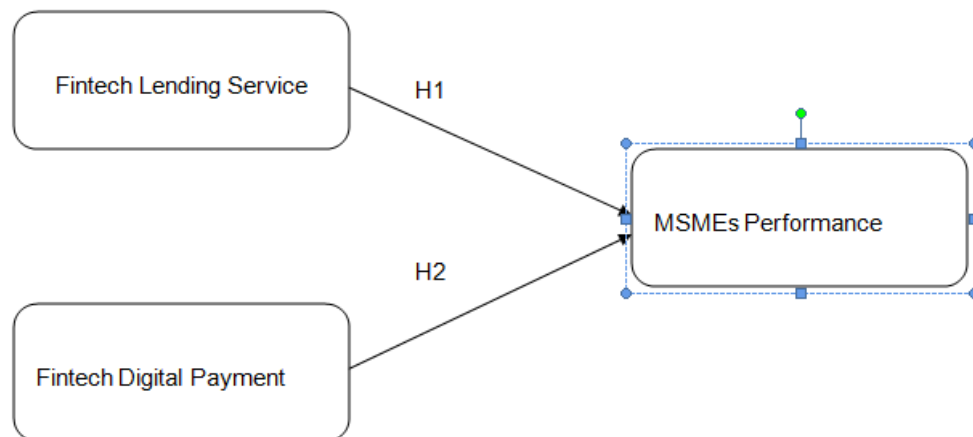 Fintech Lending Service
H1
MSMEs Performance
H2
Fintech Digital Payment